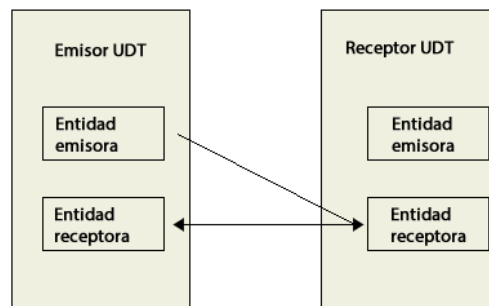 Emisor UDT
Entidad
emisora
Entidad
receptora
Receptor UDT
Entidad
emisora
Entidad
receptora